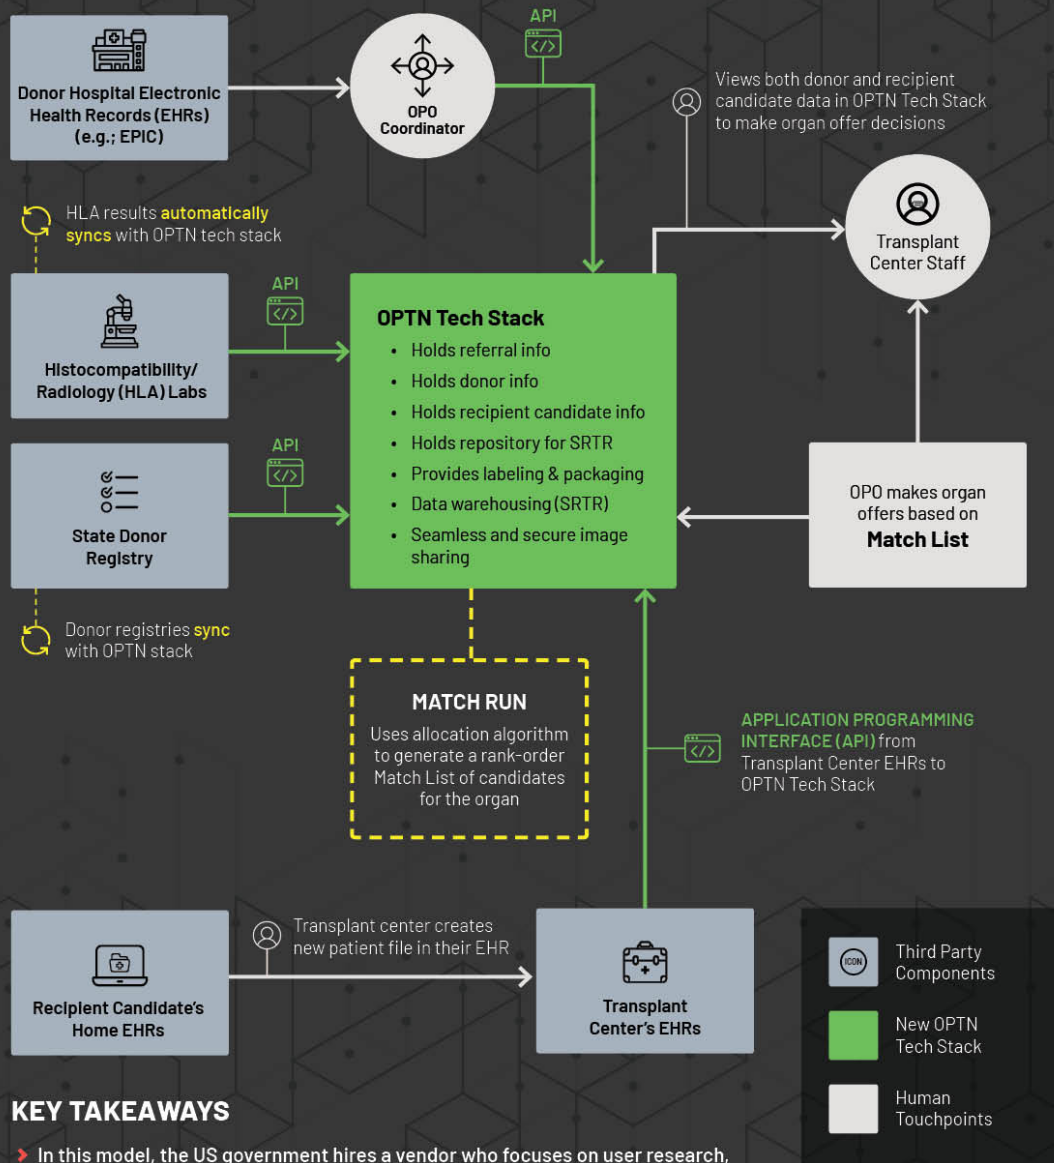 API
Donor Hospital Electronic
Health Records (EHRs)
(e.g.; EPIC)
OPO
Coordinator
Views both donor and recipient
candidate data in OPTN Tech Stack
to make organ offer decisions
HLA results automatically
syncs with OPTN tech stack
Transplant
Center Staff
API
Histocompatibility/
Radiology (HLA) Labs
OPTN Tech Stack
• Holds referral info
• Holds donor info
• Holds recipient candidate info
• Holds repository for SRTR
• Provides labeling & packaging
• Data warehousing (SRTR)
• Seamless and secure image
sharing
API
State Donor
Registry
OPO makes organ
offers based on
Match List
Donor registries sync
with OPTN stack
MATCH RUN
Uses allocation algorithm
to generate a rank-order
Match List of candidates
for the organ
APPLICATION PROGRAMMING
INTERFACE (API) from
Transplant Center EHRs to
OPTN Tech Stack
Recipient Candidate's
Home EHRs
Transplant center creates
new patient file in their EHR
Transplant
Center's EHRs
ICON
Third Party
Components
New OPTN
Tech Stack
Human
Touchpoints
KEY TAKEAWAYS
In this model, the US government hires a vendor who focuses on user research,